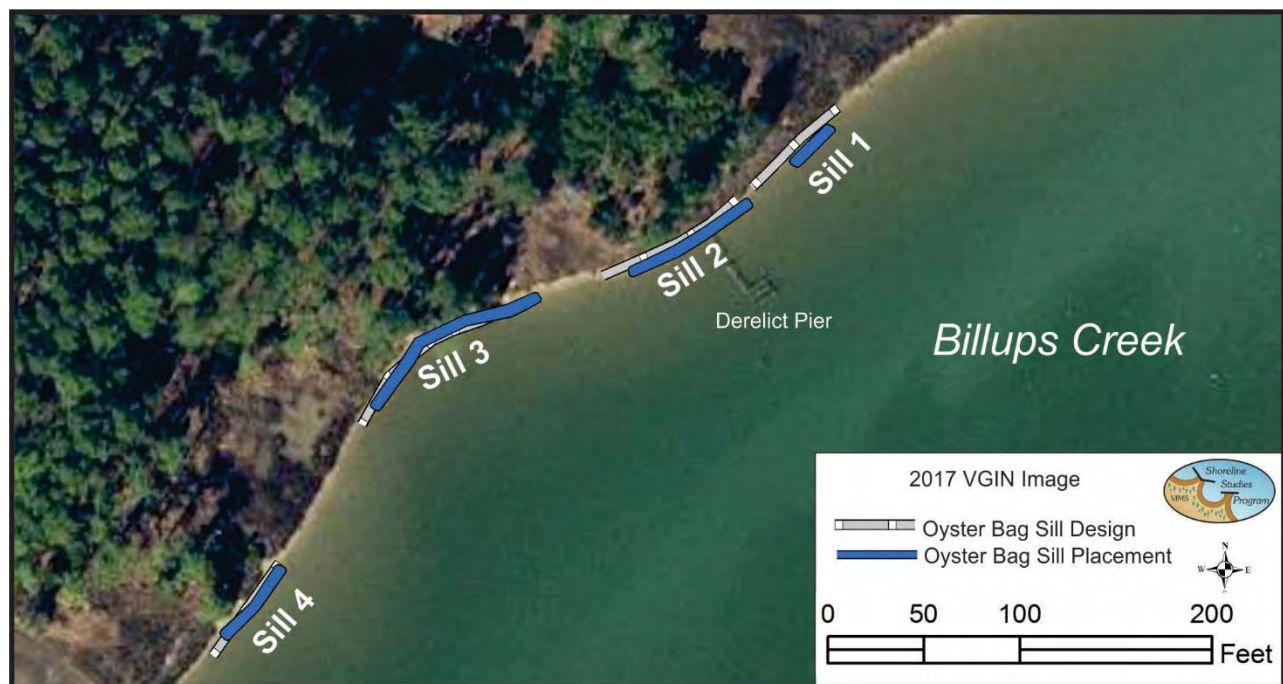 Sill 1
Sill 2
Derelict Pier
Sill 3
Billups Creek
Sill 4
2017 VGIN Image
Shoreline
Studies
Program
VIMS
Oyster Bag Sill Design
Oyster Bag Sill Placement
N
W E
0 50 100 200
Feet